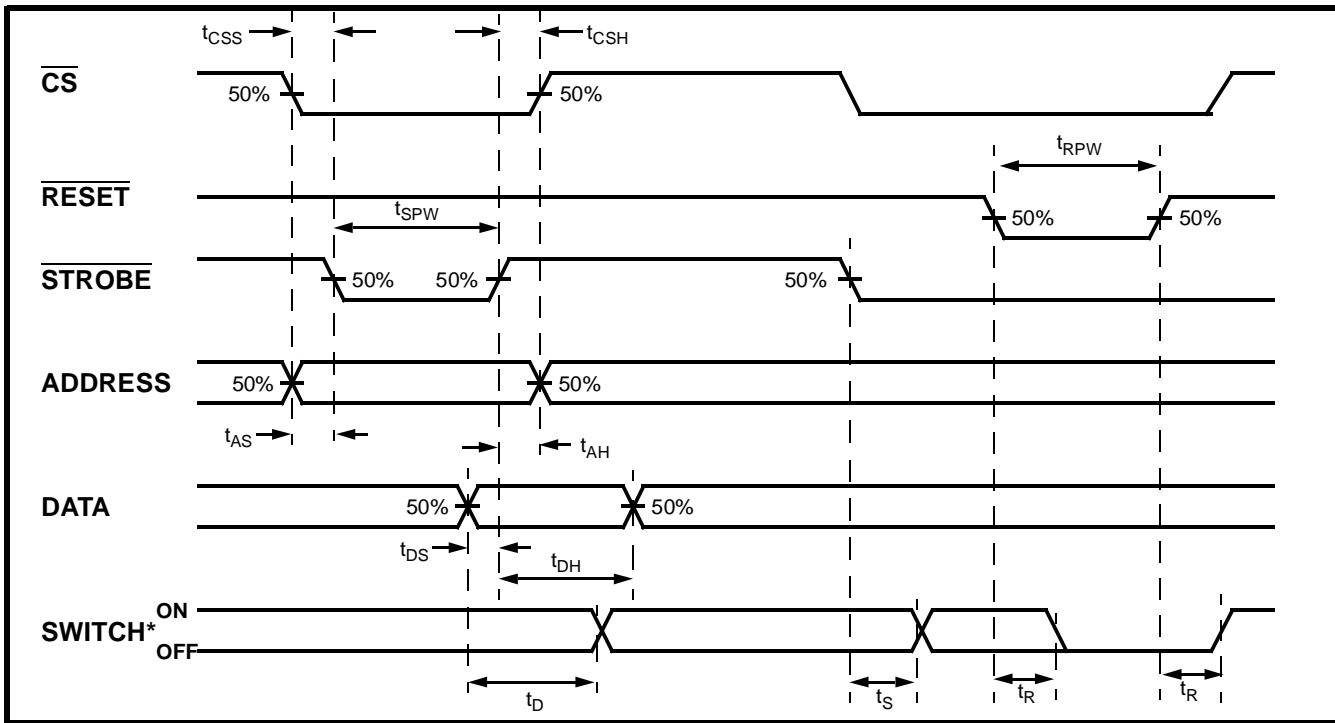 tCSS
tCSH
CS
50%
50%
tRPW
RESET
tSPW
50%
50%
STROBE
50%
50%
50%
ADDRESS
50%
50%
tAS
tAH
DATA
50%
50%
tDS
tDH
ON
SWITCH*
OFF
tD
tS
tR
tR